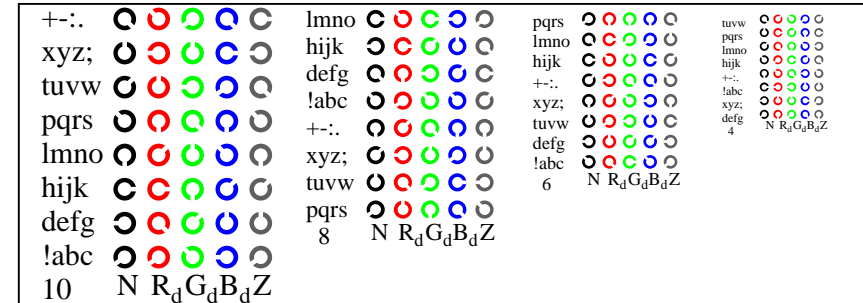 +-:.
xyz;
tuvw
pqrs
lmno
hijk
defg
!abc
10 N RdGdBdZ
lmno
hijk
defg
!abc
+-:.
xyz;
tuvw
pqrs
8 N RdGdBdZ
pqrs
lmno
hijk
+-:.
xyz;
tuvw
defg
!abc
6 N RdGdBdZ
tuvw
pqrs
lmno
hijk
+-:.
!abc
xyz;
defg
4 N RdGdBdZ